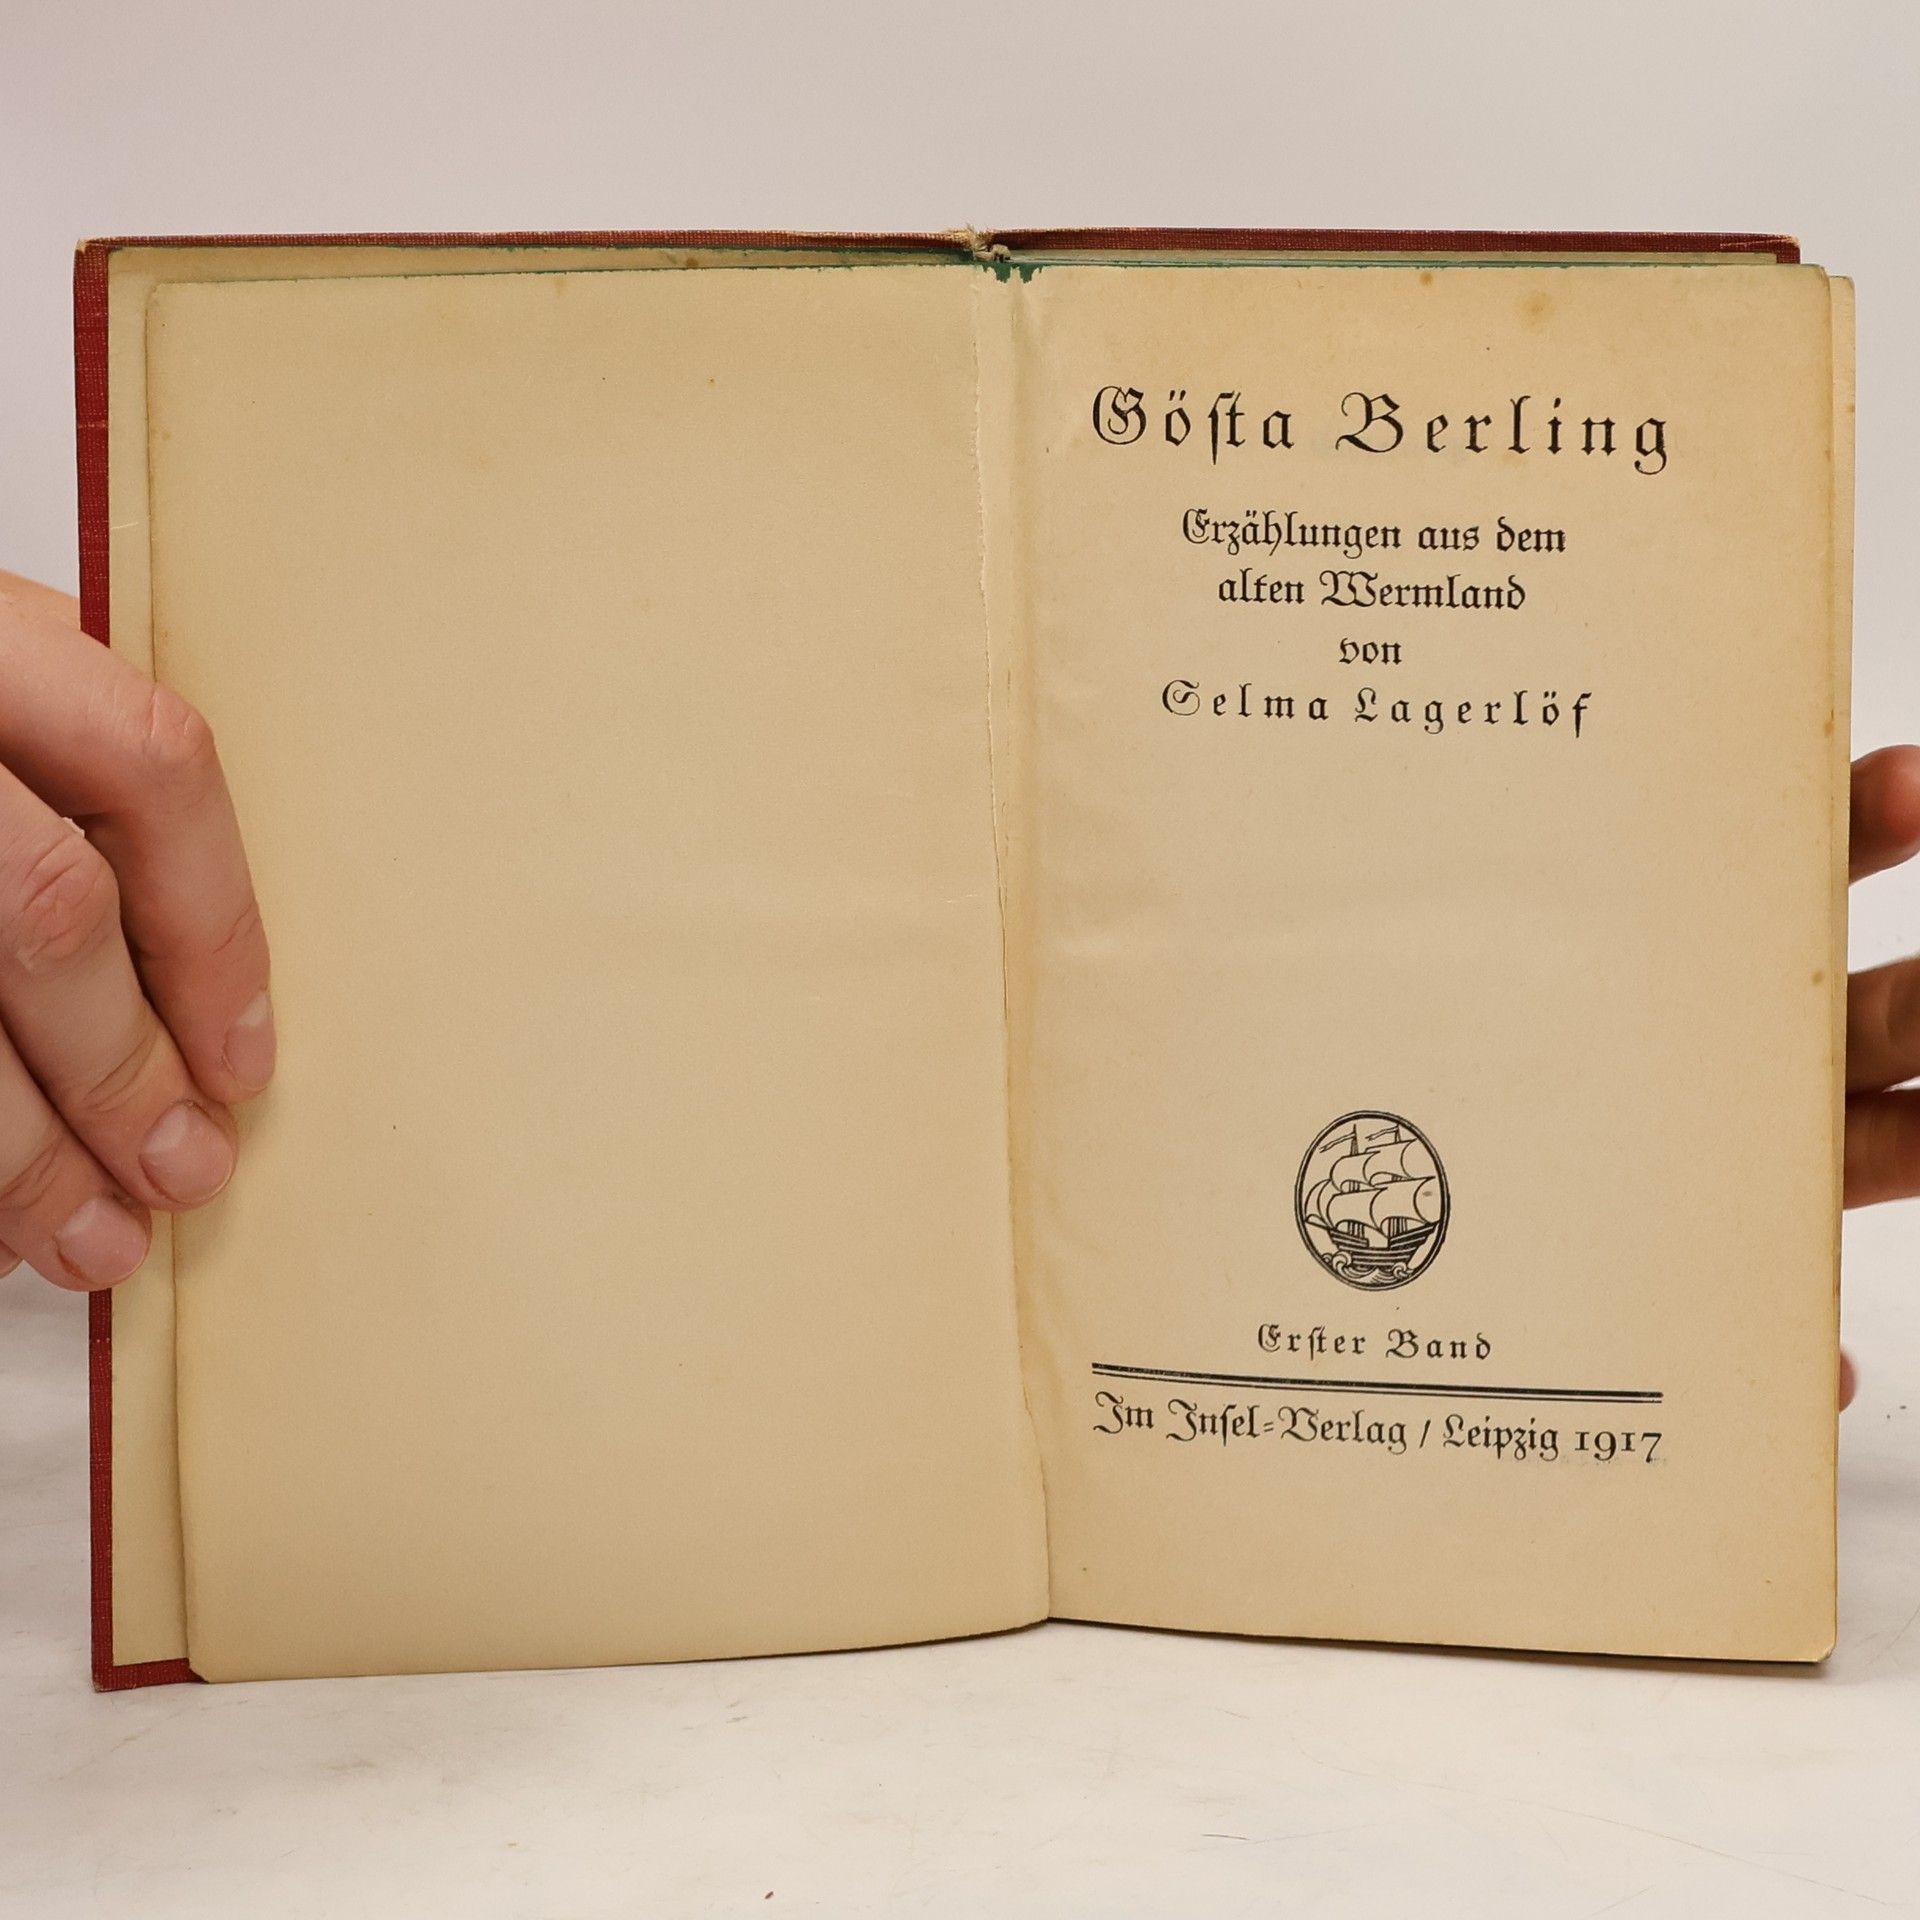 Gösta Berling
Erzählungen aus dem
alten Wermland
von
Selma Lagerlöf
Erster Band
Im Insel-Verlag / Leipzig 1917